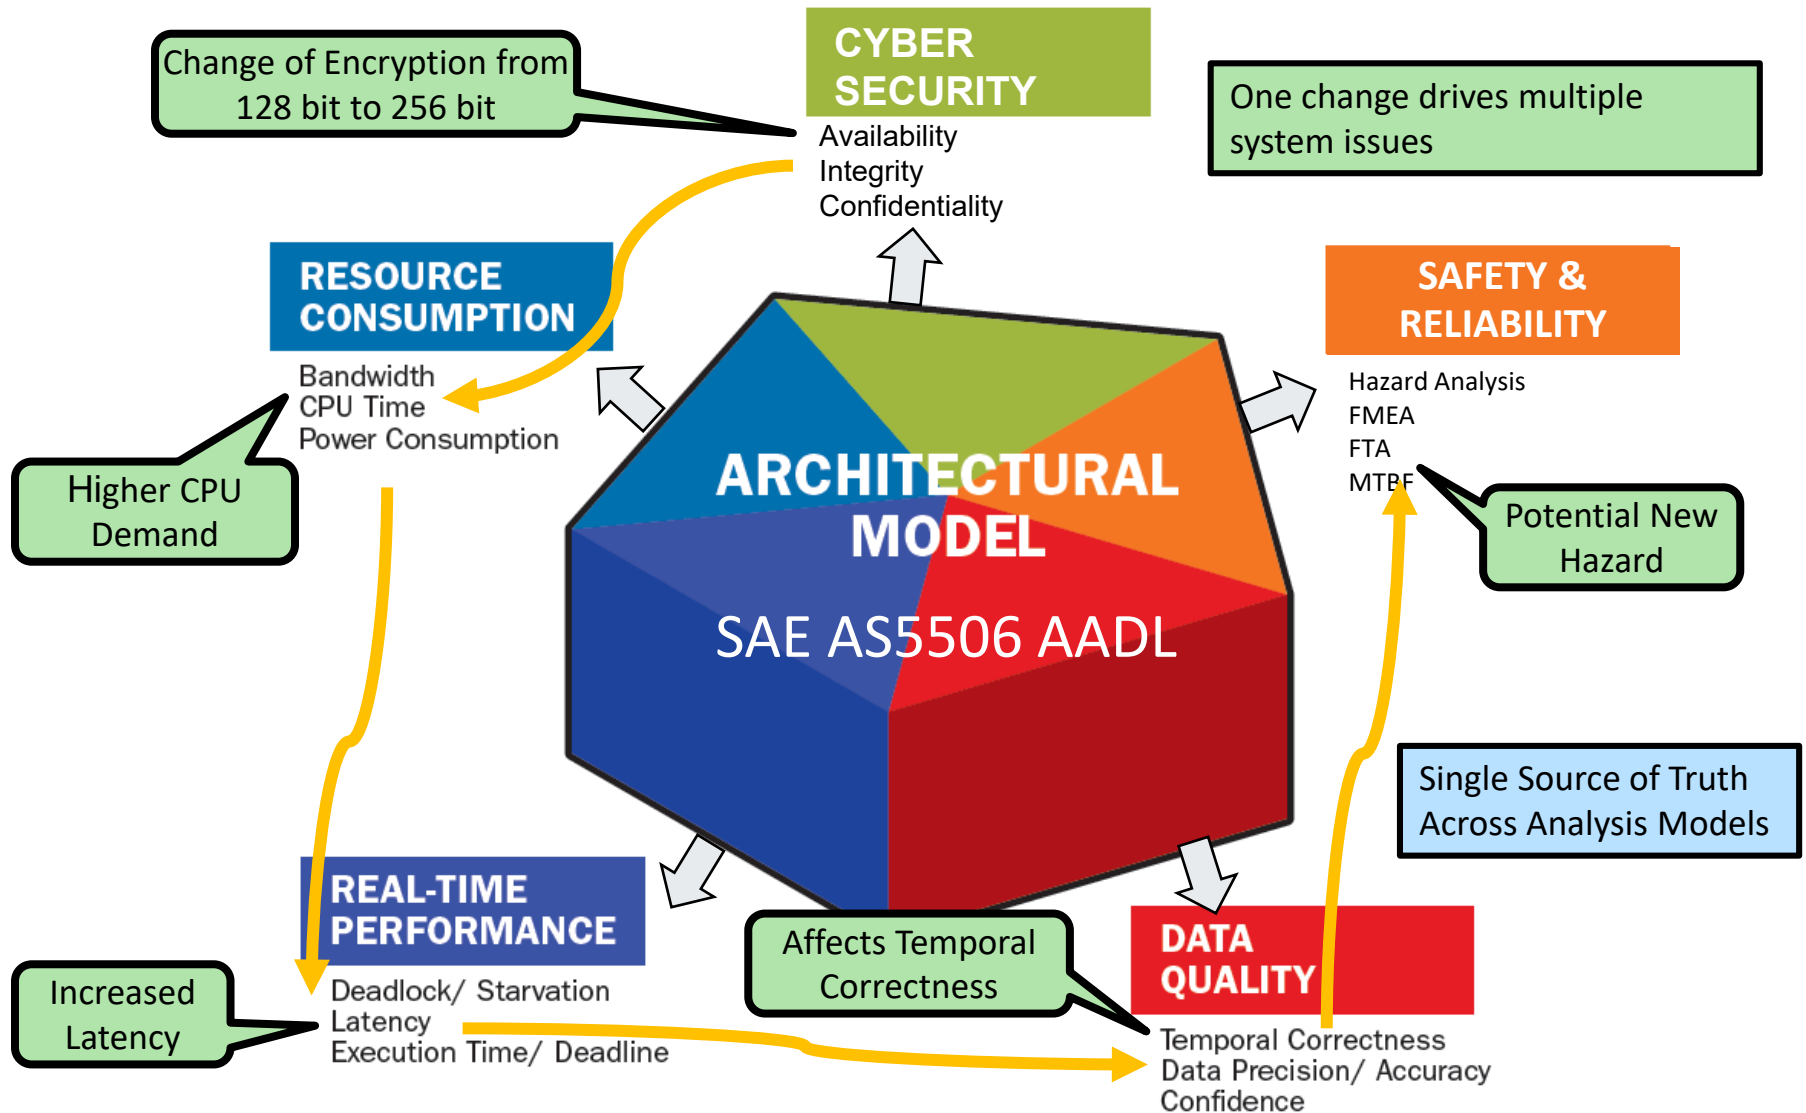 Change of Encryption from
128 bit to 256 bit
CYBER
SECURITY
Availability
Integrity
Confidentiality
One change drives multiple
system issues
RESOURCE
CONSUMPTION
Bandwidth
CPU Time
Power Consumption
Higher CPU
Demand
SAFETY &
RELIABILITY
Hazard Analysis
FMEA
FTA
MTBF
Potential New
Hazard
ARCHITECTURAL
MODEL
SAE AS5506 AADL
Single Source of Truth
Across Analysis Models
REAL-TIME
PERFORMANCE
Deadlock/ Starvation
Latency
Execution Time/ Deadline
Increased
Latency
Affects Temporal
Correctness
DATA
QUALITY
Temporal Correctness
Data Precision/ Accuracy
Confidence